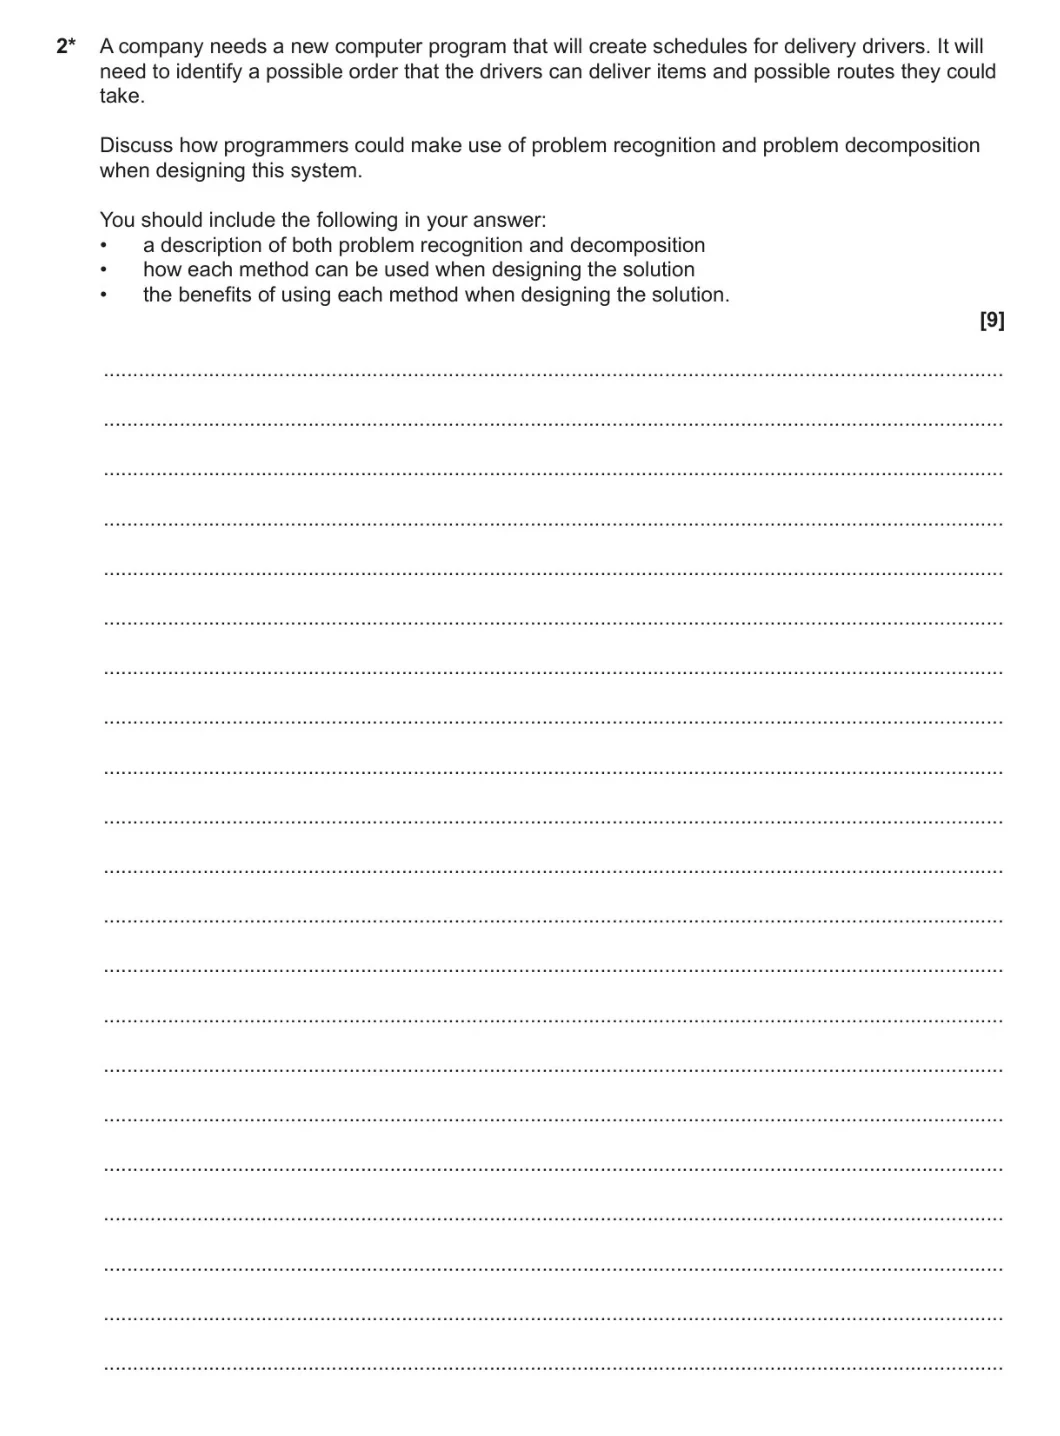 2* A company needs a new computer program that will create schedules for delivery drivers. It will
need to identify a possible order that the drivers can deliver items and possible routes they could
take.
Discuss how programmers could make use of problem recognition and problem decomposition
when designing this system.
You should include the following in your answer:
• a description of both problem recognition and decomposition
• how each method can be used when designing the solution
• the benefits of using each method when designing the solution.
[9]